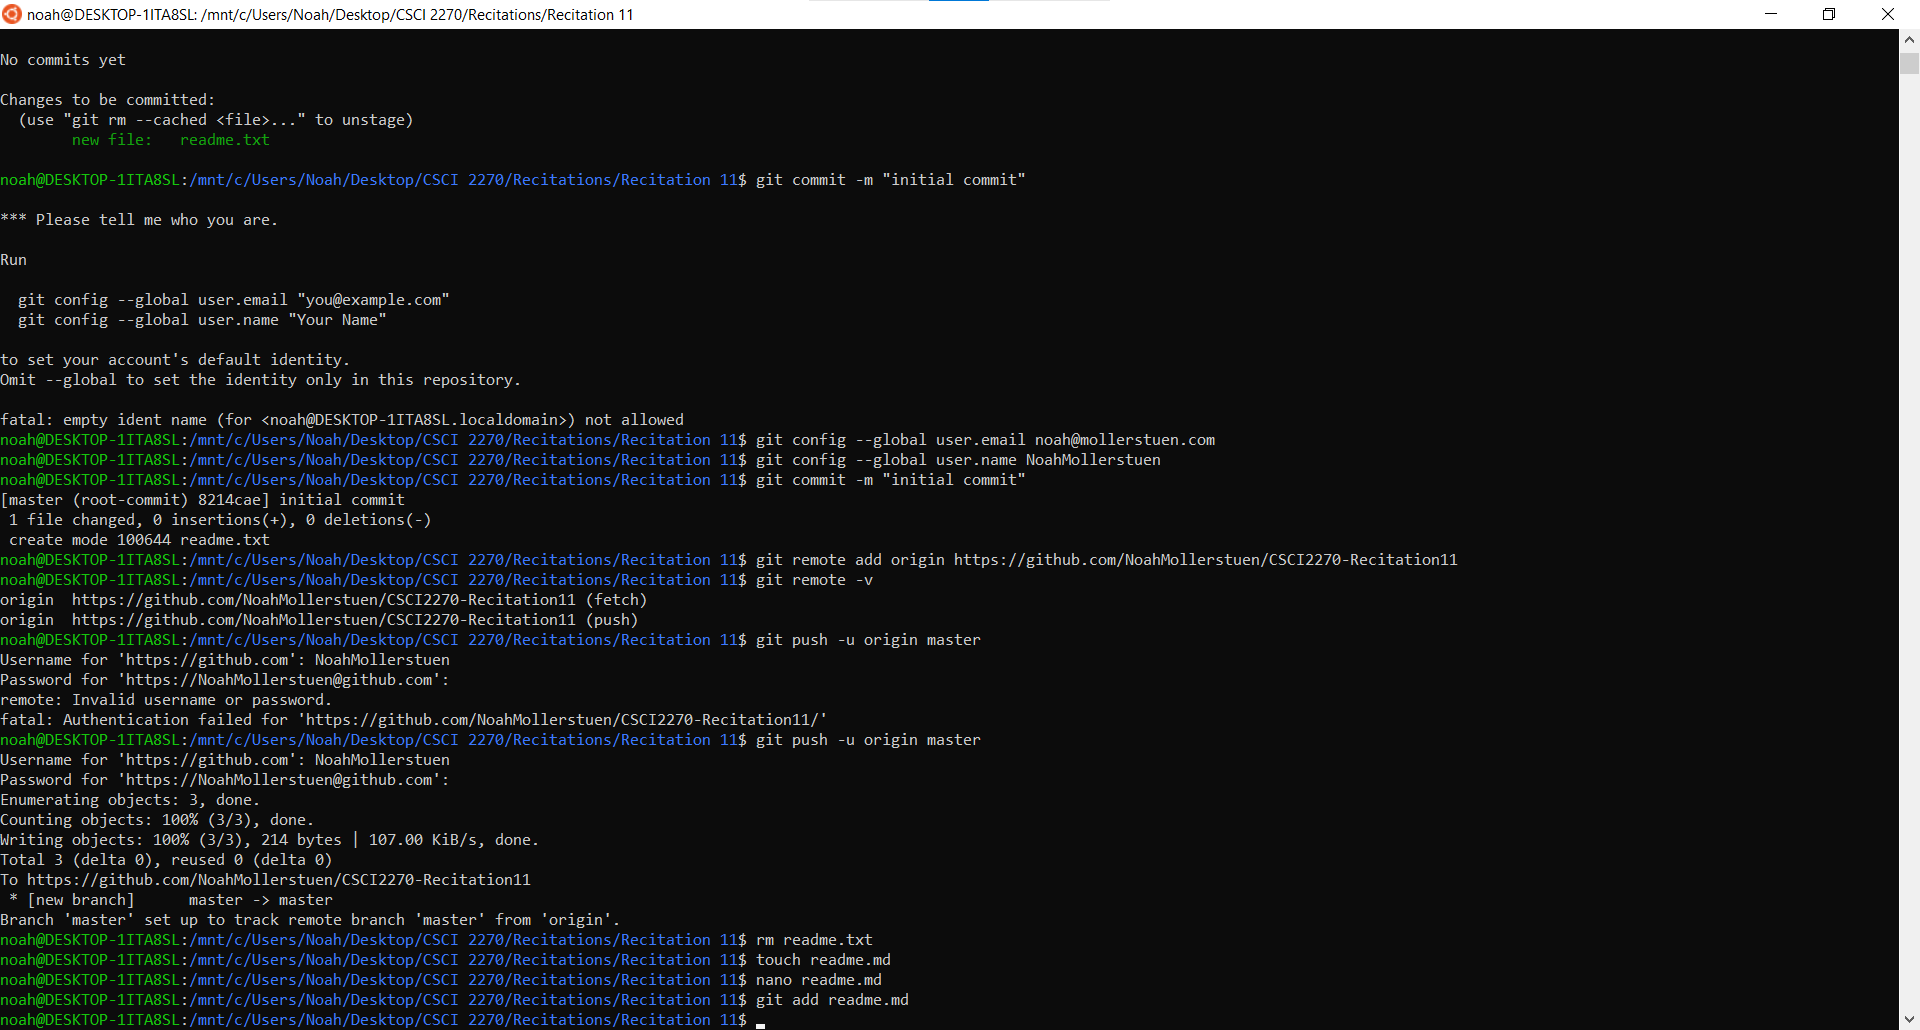 noah@DESKTOP-1ITA8SL: /mnt/c/Users/Noah/Desktop/CSCI 2270/Recitations/Recitation 11
No commits yet
Changes to be committed:
  (use "git rm --cached <file>..." to unstage)
        new file:   readme.txt
noah@DESKTOP-1ITA8SL:/mnt/c/Users/Noah/Desktop/CSCI 2270/Recitations/Recitation 11$ git commit -m "initial commit"
*** Please tell me who you are.
Run
  git config --global user.email "you@example.com"
  git config --global user.name "Your Name"
to set your account's default identity.
Omit --global to set the identity only in this repository.
fatal: empty ident name (for <noah@DESKTOP-1ITA8SL.localdomain>) not allowed
noah@DESKTOP-1ITA8SL:/mnt/c/Users/Noah/Desktop/CSCI 2270/Recitations/Recitation 11$ git config --global user.email noah@mollerstuen.com
noah@DESKTOP-1ITA8SL:/mnt/c/Users/Noah/Desktop/CSCI 2270/Recitations/Recitation 11$ git config --global user.name NoahMollerstuen
noah@DESKTOP-1ITA8SL:/mnt/c/Users/Noah/Desktop/CSCI 2270/Recitations/Recitation 11$ git commit -m "initial commit"
[master (root-commit) 8214cae] initial commit
 1 file changed, 0 insertions(+), 0 deletions(-)
 create mode 100644 readme.txt
noah@DESKTOP-1ITA8SL:/mnt/c/Users/Noah/Desktop/CSCI 2270/Recitations/Recitation 11$ git remote add origin https://github.com/NoahMollerstuen/CSCI2270-Recitation11
noah@DESKTOP-1ITA8SL:/mnt/c/Users/Noah/Desktop/CSCI 2270/Recitations/Recitation 11$ git remote -v
origin  https://github.com/NoahMollerstuen/CSCI2270-Recitation11 (fetch)
origin  https://github.com/NoahMollerstuen/CSCI2270-Recitation11 (push)
noah@DESKTOP-1ITA8SL:/mnt/c/Users/Noah/Desktop/CSCI 2270/Recitations/Recitation 11$ git push -u origin master
Username for 'https://github.com': NoahMollerstuen
Password for 'https://NoahMollerstuen@github.com':
remote: Invalid username or password.
fatal: Authentication failed for 'https://github.com/NoahMollerstuen/CSCI2270-Recitation11/'
noah@DESKTOP-1ITA8SL:/mnt/c/Users/Noah/Desktop/CSCI 2270/Recitations/Recitation 11$ git push -u origin master
Username for 'https://github.com': NoahMollerstuen
Password for 'https://NoahMollerstuen@github.com':
Enumerating objects: 3, done.
Counting objects: 100% (3/3), done.
Writing objects: 100% (3/3), 214 bytes | 107.00 KiB/s, done.
Total 3 (delta 0), reused 0 (delta 0)
To https://github.com/NoahMollerstuen/CSCI2270-Recitation11
 * [new branch]      master -> master
Branch 'master' set up to track remote branch 'master' from 'origin'.
noah@DESKTOP-1ITA8SL:/mnt/c/Users/Noah/Desktop/CSCI 2270/Recitations/Recitation 11$ rm readme.txt
noah@DESKTOP-1ITA8SL:/mnt/c/Users/Noah/Desktop/CSCI 2270/Recitations/Recitation 11$ touch readme.md
noah@DESKTOP-1ITA8SL:/mnt/c/Users/Noah/Desktop/CSCI 2270/Recitations/Recitation 11$ nano readme.md
noah@DESKTOP-1ITA8SL:/mnt/c/Users/Noah/Desktop/CSCI 2270/Recitations/Recitation 11$ git add readme.md
noah@DESKTOP-1ITA8SL:/mnt/c/Users/Noah/Desktop/CSCI 2270/Recitations/Recitation 11$